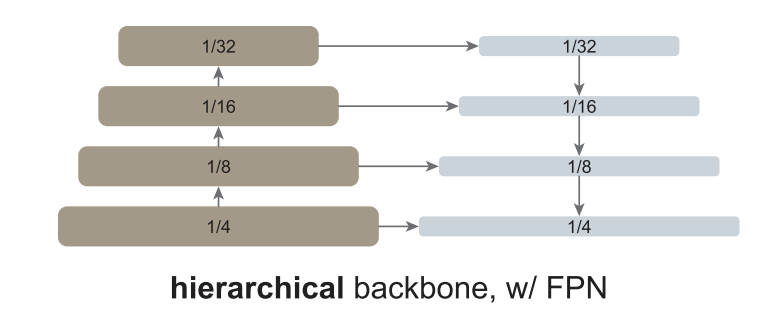 1/32 1/32
1/16 1/16
1/8 1/8
1/4 1/4
hierarchical backbone, w/ FPN